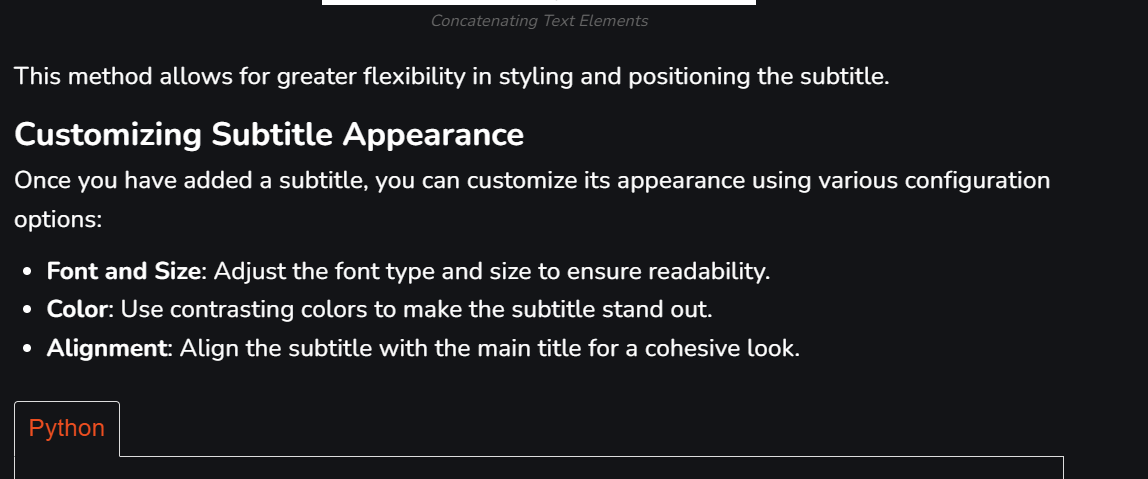 Concatenating Text Elements
This method allows for greater flexibility in styling and positioning the subtitle.
Customizing Subtitle Appearance
Once you have added a subtitle, you can customize its appearance using various configuration
options:
• Font and Size: Adjust the font type and size to ensure readability.
• Color: Use contrasting colors to make the subtitle stand out.
• Alignment: Align the subtitle with the main title for a cohesive look.
Python